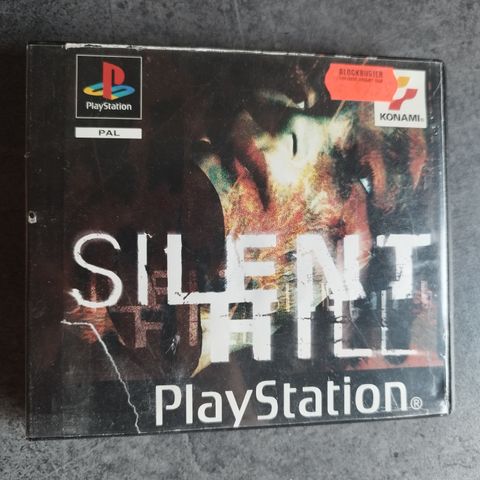 PlayStation
PAL
BLOCKBUSTER
KONAMI
SILENT
HILL
PlayStation®